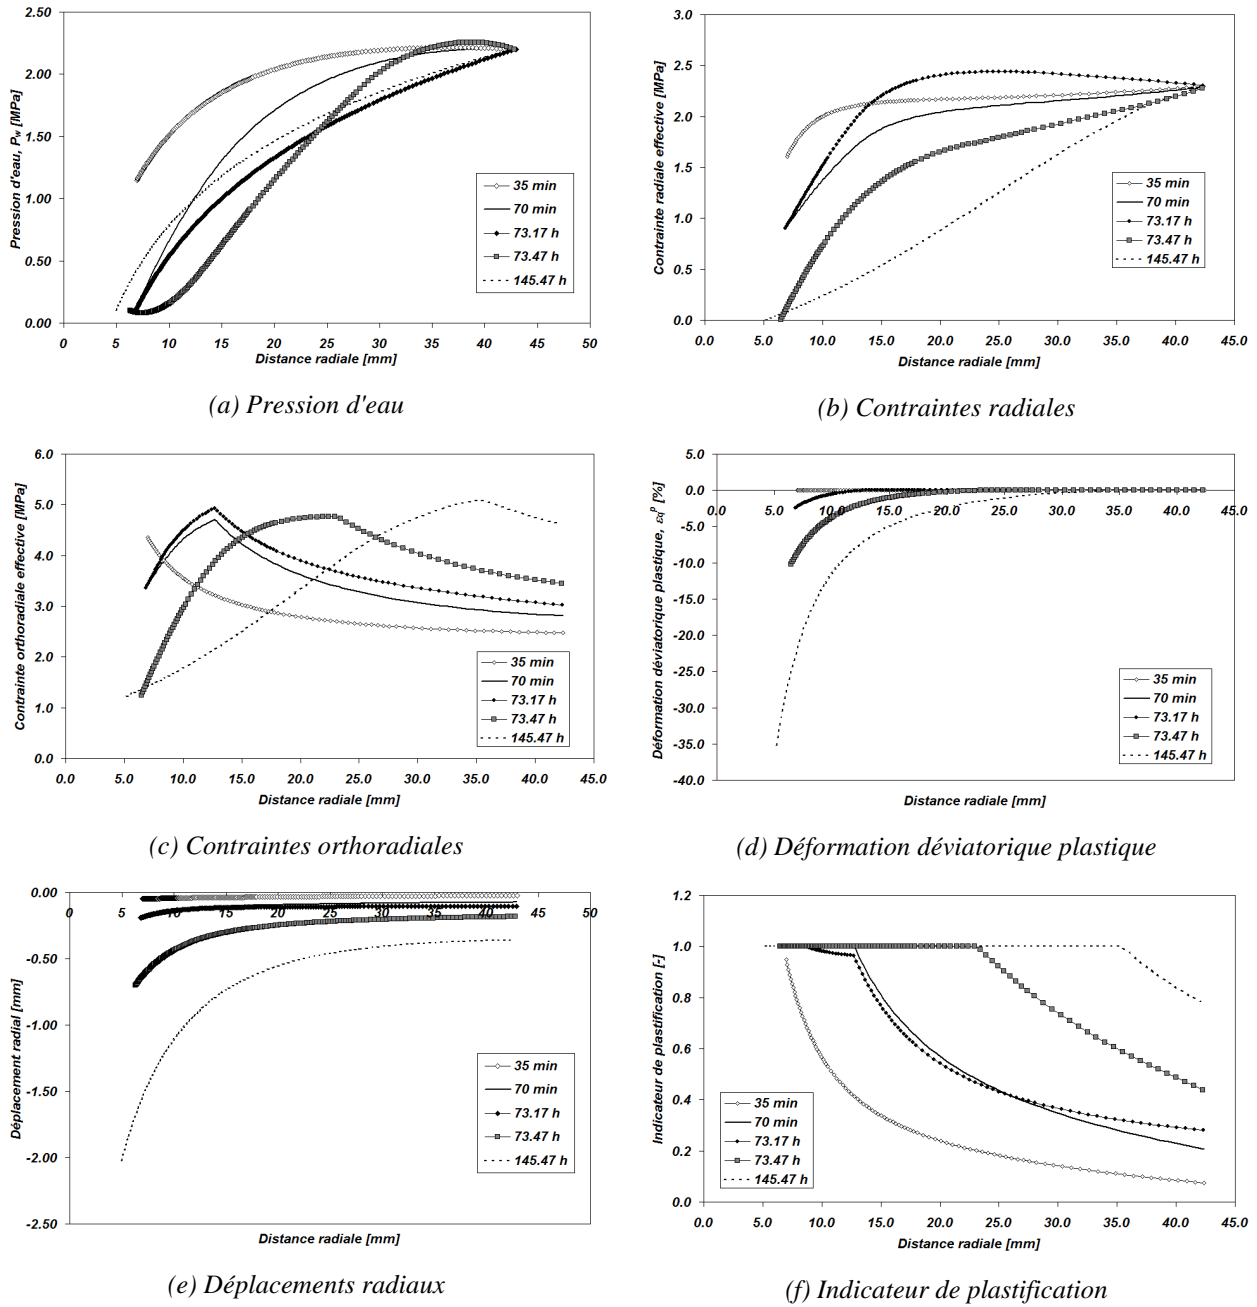 2.50
2.00
1.50
1.00
0.50
0.00
Pression d'eau, Pw [MPa]
0 5 10 15 20 25 30 35 40 45 50
Distance radiale [mm]
35 min
70 min
73.17 h
73.47 h
145.47 h
(a) Pression d'eau
3.0
2.5
2.0
1.5
1.0
0.5
0.0
Contrainte radiale effective [MPa]
0.0 5.0 10.0 15.0 20.0 25.0 30.0 35.0 40.0 45.0
Distance radiale [mm]
35 min
70 min
73.17 h
73.47 h
145.47 h
(b) Contraintes radiales
6.0
5.0
4.0
3.0
2.0
1.0
0.0
Contrainte orthoradiale effective [MPa]
0.0 5.0 10.0 15.0 20.0 25.0 30.0 35.0 40.0 45.0
Distance radiale [mm]
35 min
70 min
73.17 h
73.47 h
145.47 h
(c) Contraintes orthoradiales
5.0
0.0
-5.0
-10.0
-15.0
-20.0
-25.0
-30.0
-35.0
-40.0
Déformation déviatorique plastique, εqp [%]
0.0 5.0 10.0 15.0 20.0 25.0 30.0 35.0 40.0 45.0
Distance radiale [mm]
35 min
70 min
73.17 h
73.47 h
145.47 h
(d) Déformation déviatorique plastique
0.00
-0.50
-1.00
-1.50
-2.00
-2.50
Déplacement radial [mm]
0 5 10 15 20 25 30 35 40 45 50
Distance radiale [mm]
35 min
70 min
73.17 h
73.47 h
145.47 h
(e) Déplacements radiaux
1.2
1.0
0.8
0.6
0.4
0.2
0.0
Indicateur de plastification [-]
0.0 5.0 10.0 15.0 20.0 25.0 30.0 35.0 40.0 45.0
Distance radiale [mm]
35 min
70 min
73.17 h
73.47 h
145.47 h
(f) Indicateur de plastification